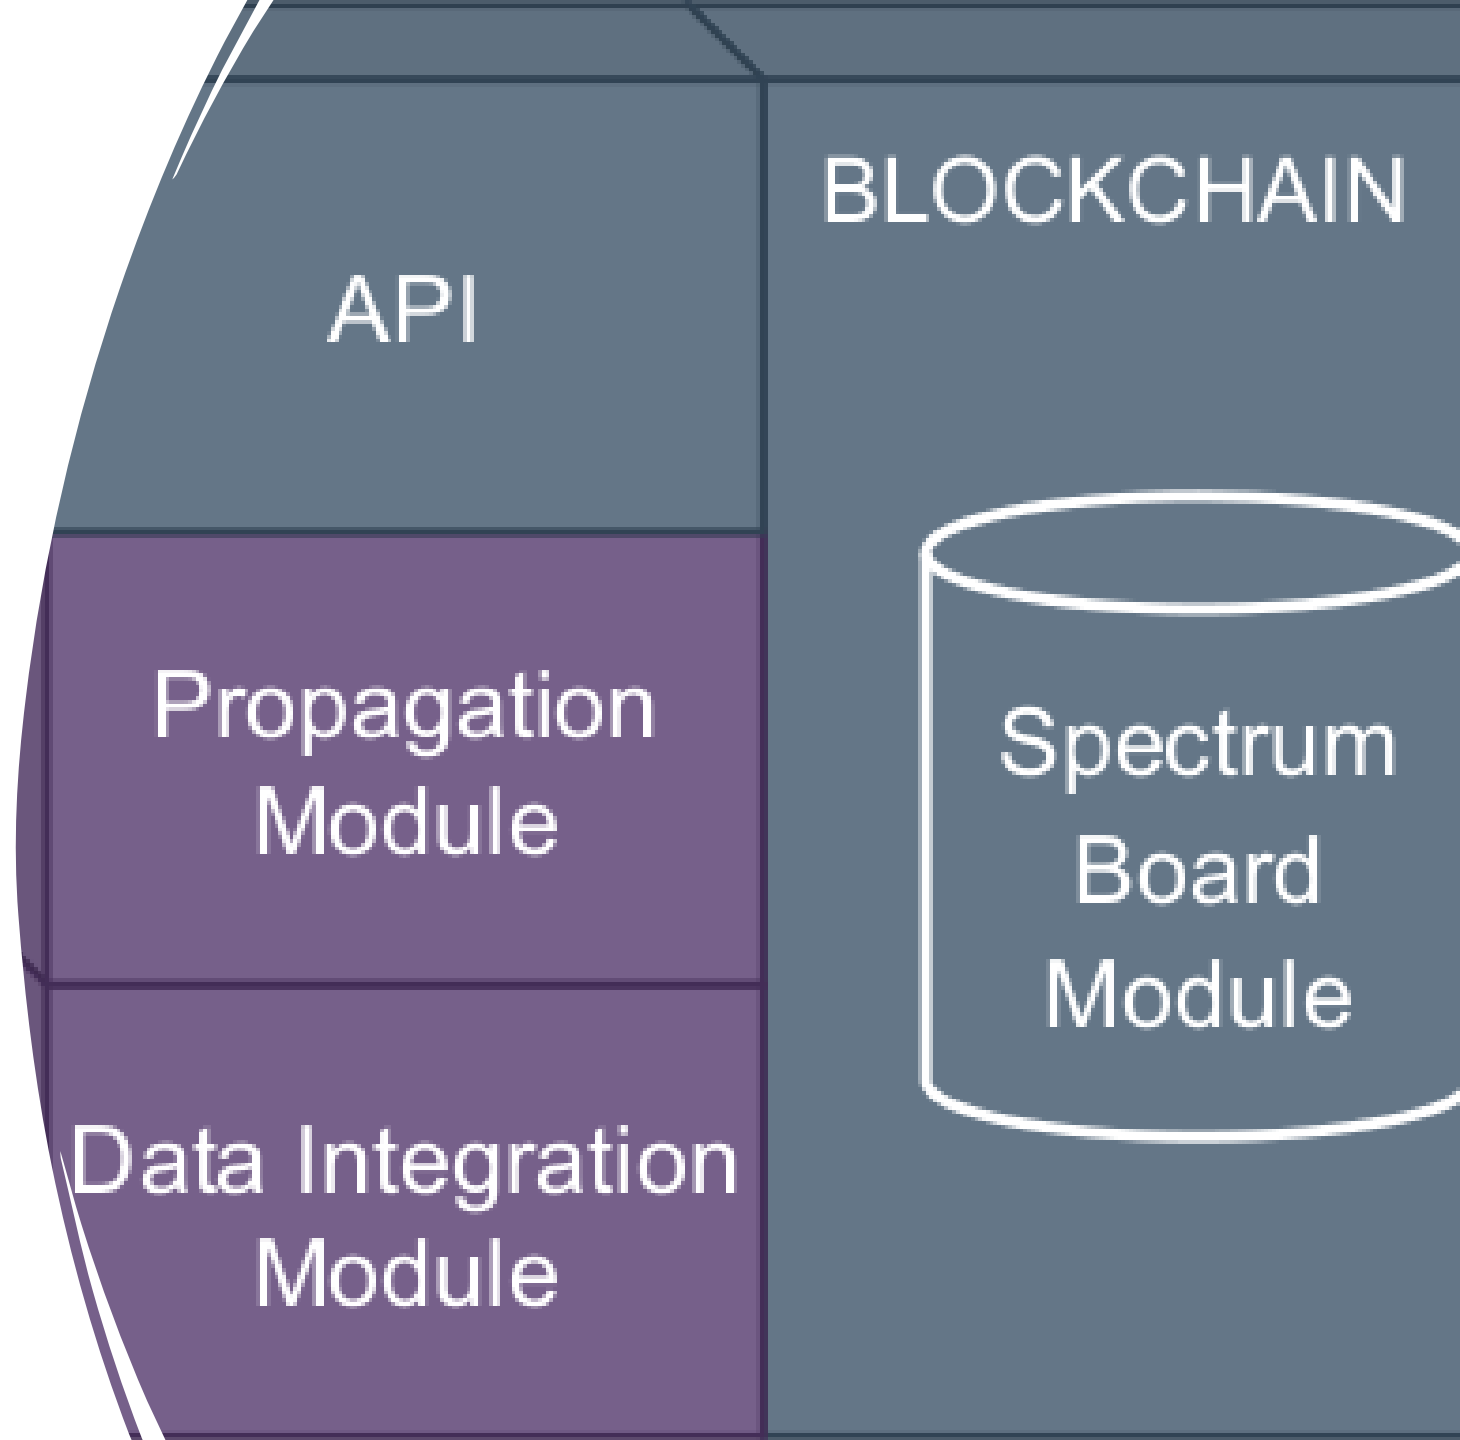 API
Propagation
Module
Data Integration
Module
BLOCKCHAIN
Spectrum
Board
Module